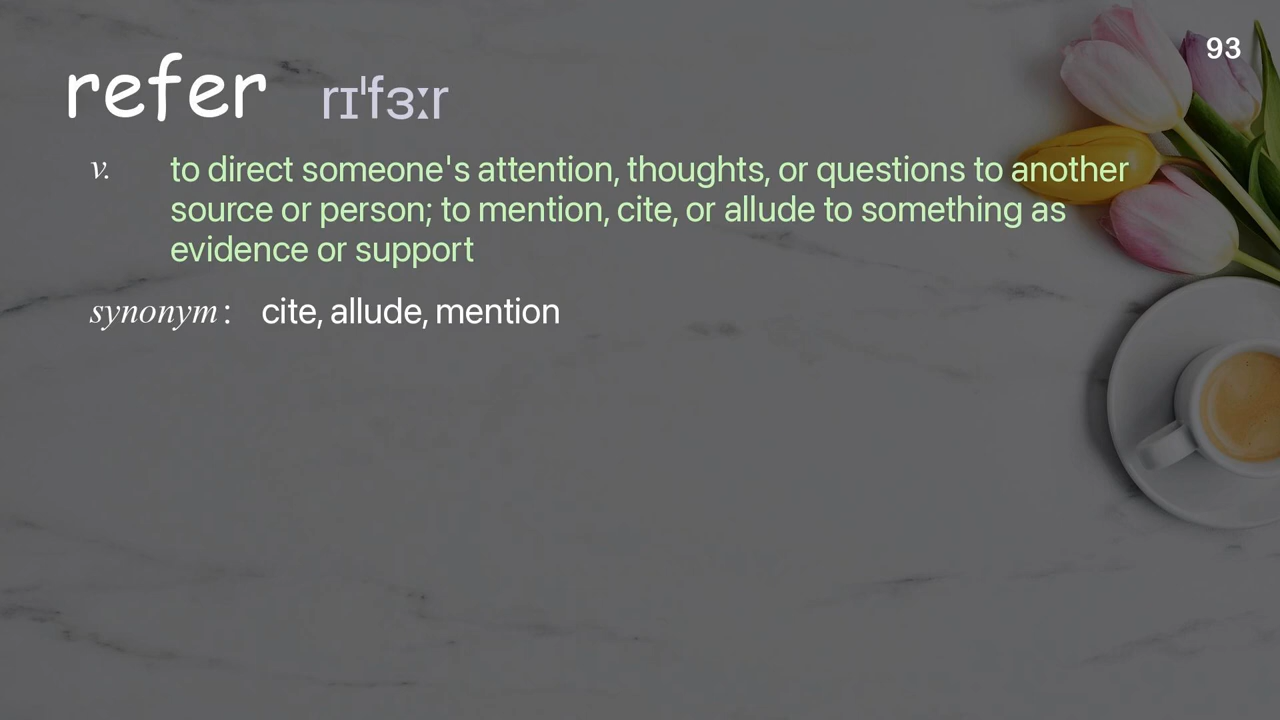 93
refer rɪˈfɜːr
v. to direct someone's attention, thoughts, or questions to another
source or person; to mention, cite, or allude to something as
evidence or support
synonym: cite, allude, mention